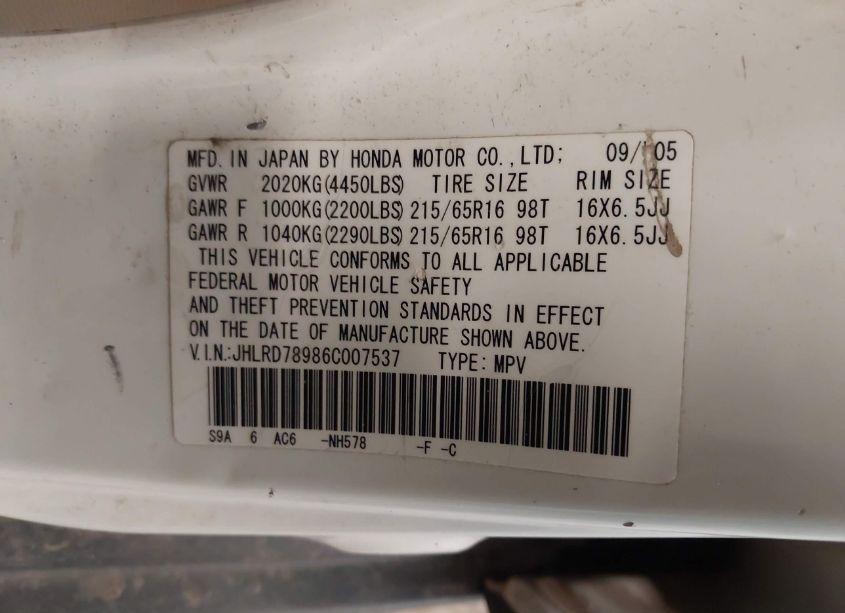 MFD. IN JAPAN BY HONDA MOTOR CO.,LTD; 09/'05
GVWR 2020KG(4450LBS) TIRE SIZE RIM SIZE
GAWR F 1000KG(2200LBS) 215/65R16 98T 16X6.5JJ
GAWR R 1040KG(2290LBS) 215/65R16 98T 16X6.5JJ
THIS VEHICLE CONFORMS TO ALL APPLICABLE
FEDERAL MOTOR VEHICLE SAFETY
AND THEFT PREVENTION STANDARDS IN EFFECT
ON THE DATE OF MANUFACTURE SHOWN ABOVE.
V.I.N.:JHLRD78986C007537 TYPE: MPV
S9A 6 AC6 -NH578 -F -C